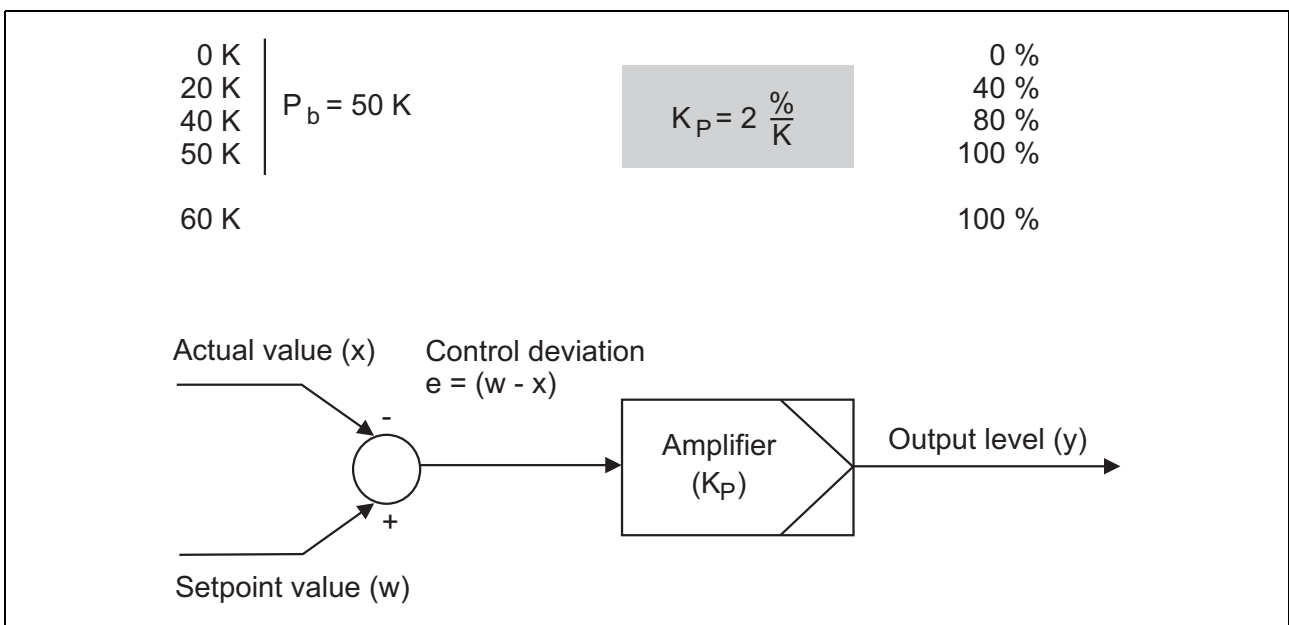 0 K
20 K
40 K
50 K
60 K
P b = 50 K
K P = 2 % / K
0 %
40 %
80 %
100 %
100 %
Actual value (x)
Control deviation
e = (w - x)
-
+
Amplifier
(KP)
Output level (y)
Setpoint value (w)